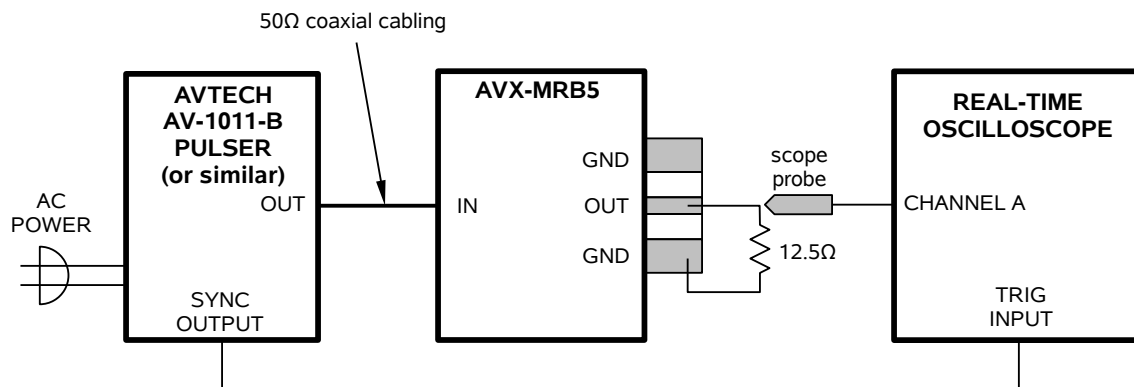 50Ω coaxial cabling
AVTECH
AV-1011-B
PULSER
(or similar)
OUT
AC
POWER
SYNC
OUTPUT
AVX-MRB5
IN
GND
OUT
GND
12.5Ω
scope
probe
REAL-TIME
OSCILLOSCOPE
CHANNEL A
TRIG
INPUT